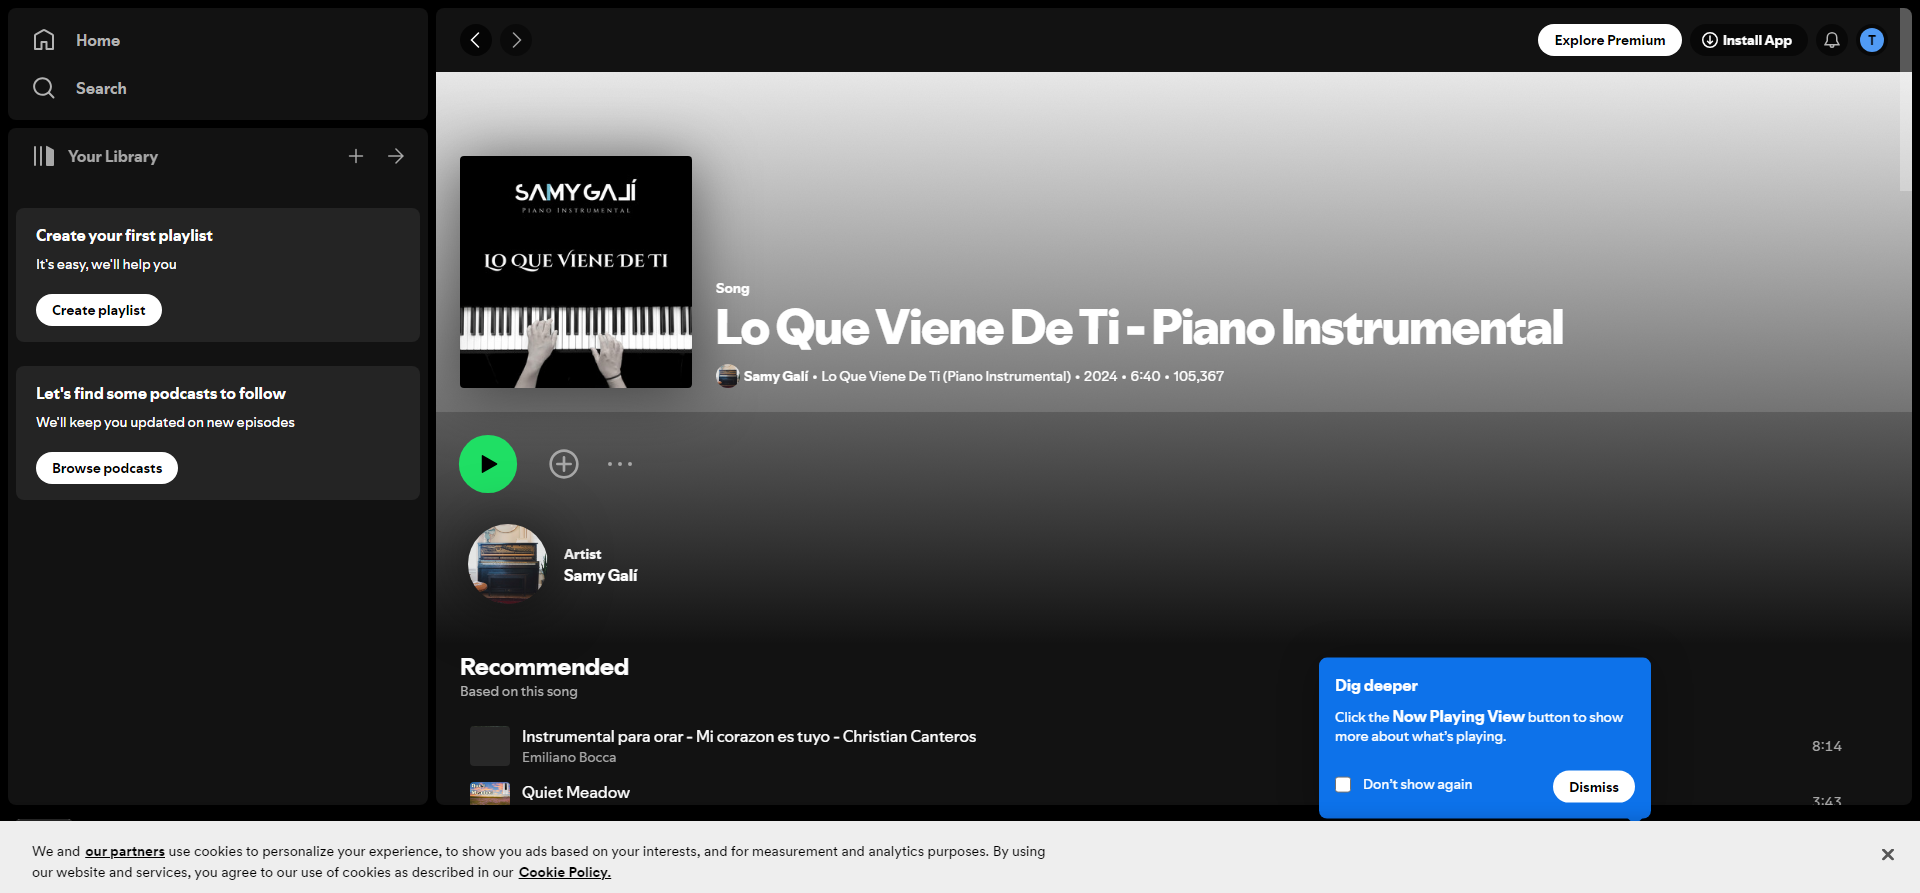 Home
Search
Your Library
Create your first playlist
It's easy, we'll help you
Create playlist
Let's find some podcasts to follow
We'll keep you updated on new episodes
Browse podcasts
Explore Premium
Install App
T
SAMY GALÍ
PIANO INSTRUMENTAL
LO QUE VIENE DE TI
Song
Lo Que Viene De Ti - Piano Instrumental
Samy Galí • Lo Que Viene De Ti (Piano Instrumental) • 2024 • 6:40 • 105,367
Artist
Samy Galí
Recommended
Based on this song
Instrumental para orar - Mi corazon es tuyo - Christian Canteros
Emiliano Bocca
8:14
Quiet Meadow
3:43
Dig deeper
Click the Now Playing View button to show
more about what's playing.
Don't show again
Dismiss
We and our partners use cookies to personalize your experience, to show you ads based on your interests, and for measurement and analytics purposes. By using
our website and services, you agree to our use of cookies as described in our Cookie Policy.